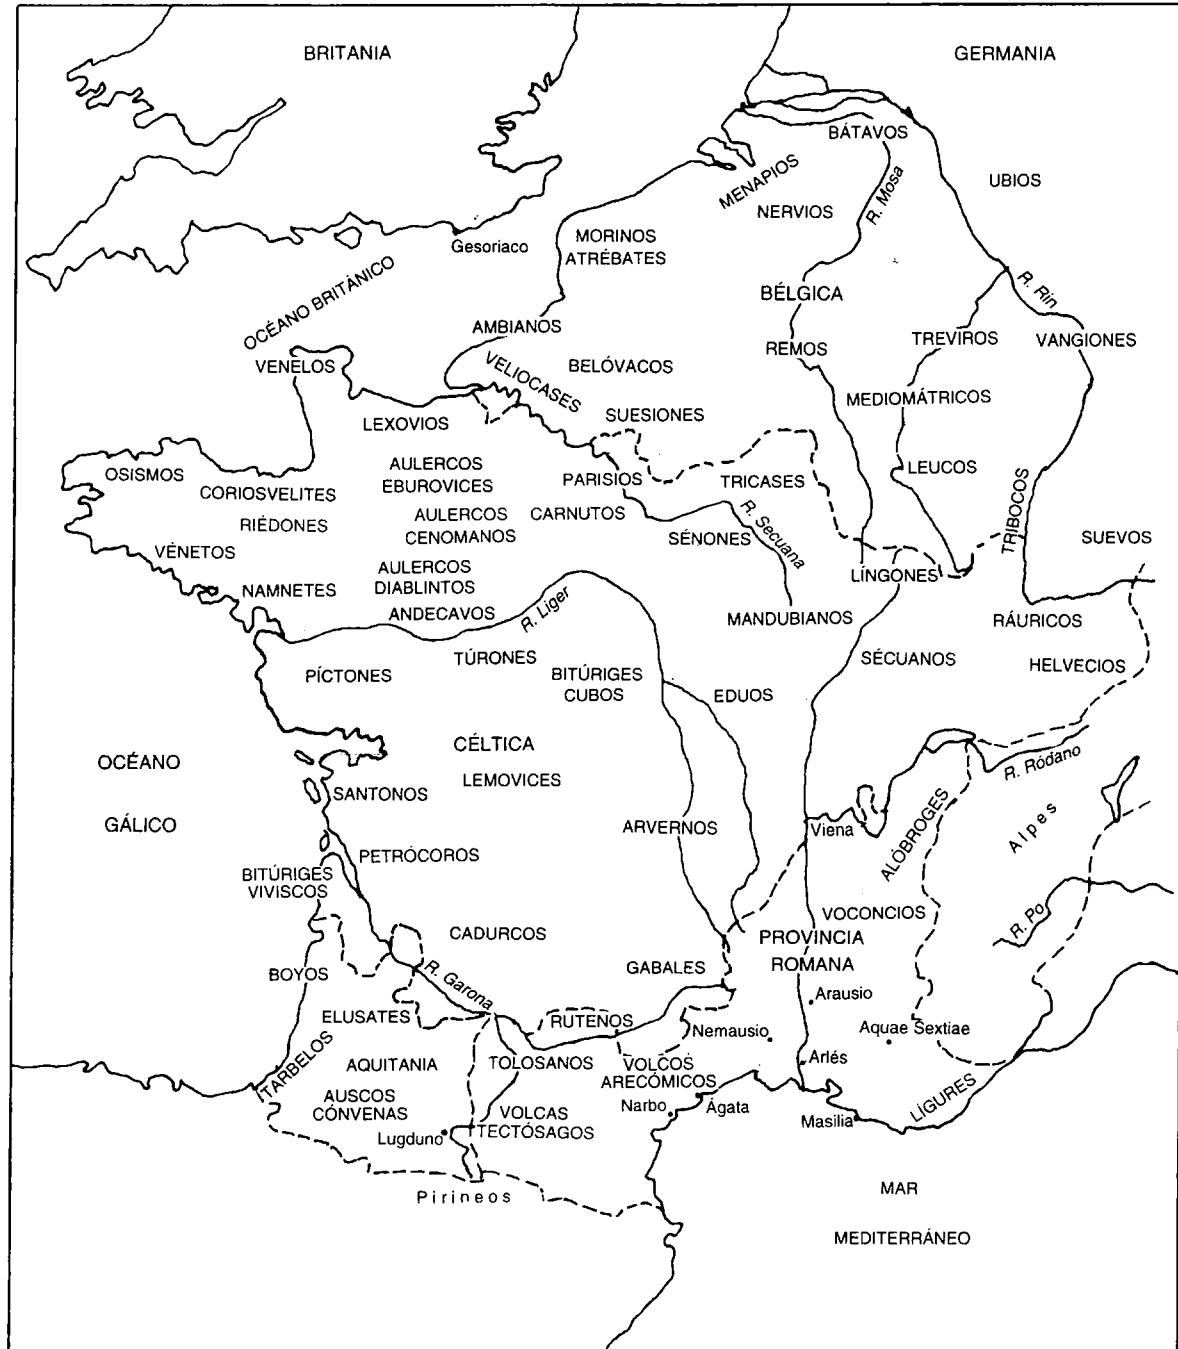 BRITANIA
GERMANIA
BÁTAVOS
MENAPIOS
R. Mosa
UBIOS
NERVIOS
MORINOS
ATRÉBATES
Gesoriaco
OCÉANO BRITÁNICO
BÉLGICA
R. Rin
AMBIANOS
VENELOS
VELIOCASES
BELÓVACOS
REMOS
TREVIROS
VANGIONES
MEDIOMÁTRICOS
LEXOVIOS
SUESIONES
OSISMOS
CORIOSVELITES
AULERCOS
EBUROVICES
PARISIOS
TRICASES
LEUCOS
RIÉDONES
AULERCOS
CENOMANOS
CARNUTOS
SÉNONES
R. Secuana
TRIBOCOS
SUEVOS
VÉNETOS
NAMNETES
AULERCOS
DIABLINTOS
LÍNGONES
ANDECAVOS
R. Liger
MANDUBIANOS
RÁURICOS
PÍCTONES
TÚRONES
BITÚRIGES
CUBOS
SÉCUANOS
HELVECIOS
EDUOS
OCÉANO
GÁLICO
CÉLTICA
LEMOVICES
R. Ródano
SANTONOS
ARVERNOS
Viena
ALÓBROGES
Alpes
PETRÓCOROS
BITÚRIGES
VIVISCOS
VOCONCIOS
R. Po
CADURCOS
PROVINCIA
ROMANA
BOYOS
R. Garona
GABALES
Arausio
ELUSATES
RUTENOS
Nemausio
Aquae Sextiae
TARBELOS
AQUITANIA
TOLOSANOS
VOLCOS
ARECÓMICOS
Arlés
LÍGURES
AUSCOS
CÓNVENAS
VOLCAS
TECTÓSAGOS
Narbo
Ágata
Masilia
Lugduno
Pirineos
MAR
MEDITERRÁNEO